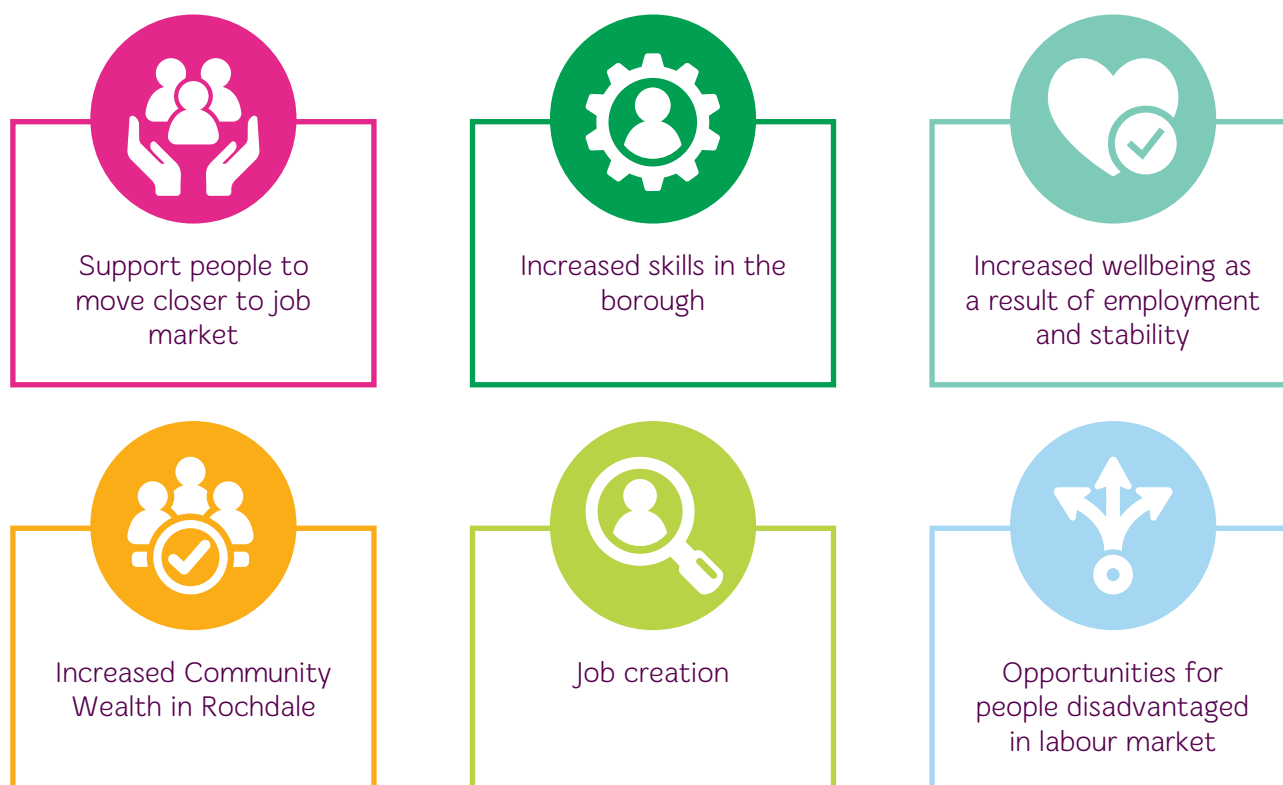 Support people to
move closer to job
market
Increased skills in the
borough
Increased wellbeing as
a result of employment
and stability
Increased Community
Wealth in Rochdale
Job creation
Opportunities for
people disadvantaged
in labour market